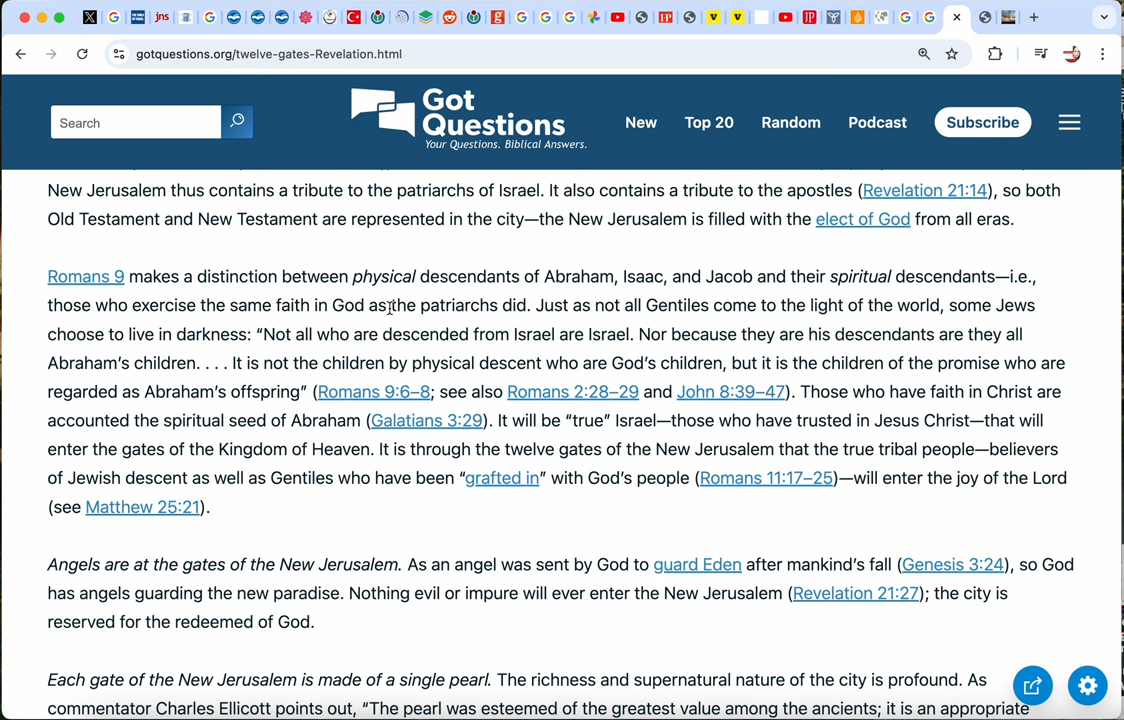 gotquestions.org/twelve-gates-Revelation.html
Search
Got
Questions
Your Questions. Biblical Answers.
New Top 20 Random Podcast Subscribe
New Jerusalem thus contains a tribute to the patriarchs of Israel. It also contains a tribute to the apostles (Revelation 21:14), so both
Old Testament and New Testament are represented in the city—the New Jerusalem is filled with the elect of God from all eras.
Romans 9 makes a distinction between physical descendants of Abraham, Isaac, and Jacob and their spiritual descendants—i.e.,
those who exercise the same faith in God as the patriarchs did. Just as not all Gentiles come to the light of the world, some Jews
choose to live in darkness: “Not all who are descended from Israel are Israel. Nor because they are his descendants are they all
Abraham’s children. . . . It is not the children by physical descent who are God’s children, but it is the children of the promise who are
regarded as Abraham’s offspring” (Romans 9:6–8; see also Romans 2:28–29 and John 8:39–47). Those who have faith in Christ are
accounted the spiritual seed of Abraham (Galatians 3:29). It will be “true” Israel—those who have trusted in Jesus Christ—that will
enter the gates of the Kingdom of Heaven. It is through the twelve gates of the New Jerusalem that the true tribal people—believers
of Jewish descent as well as Gentiles who have been “grafted in” with God’s people (Romans 11:17–25)—will enter the joy of the Lord
(see Matthew 25:21).
Angels are at the gates of the New Jerusalem. As an angel was sent by God to guard Eden after mankind’s fall (Genesis 3:24), so God
has angels guarding the new paradise. Nothing evil or impure will ever enter the New Jerusalem (Revelation 21:27); the city is
reserved for the redeemed of God.
Each gate of the New Jerusalem is made of a single pearl. The richness and supernatural nature of the city is profound. As
commentator Charles Ellicott points out, “The pearl was esteemed of the greatest value among the ancients; it is an appropriate